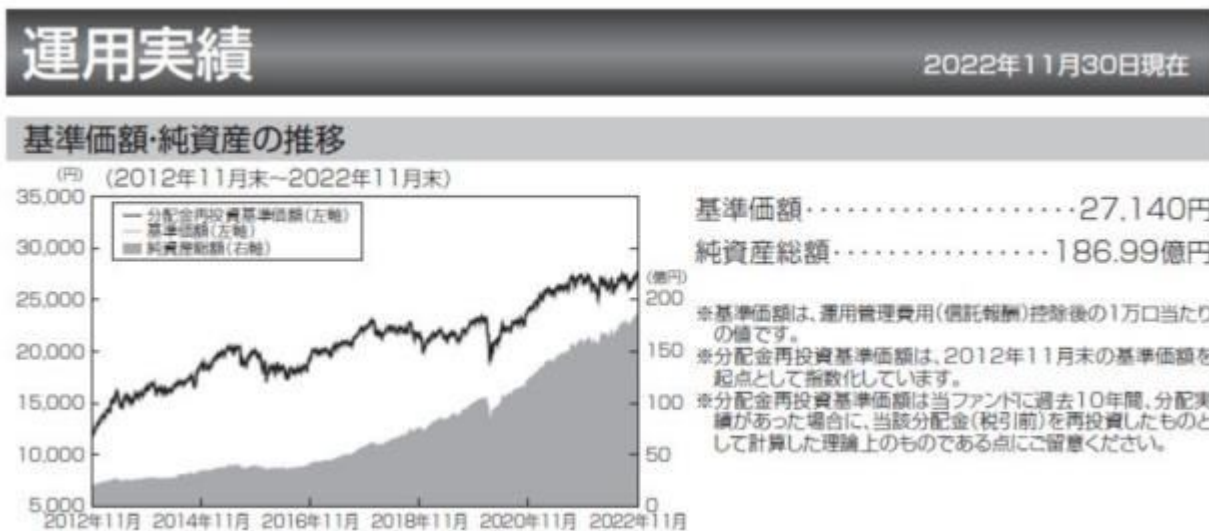 運用実績
2022年11月30日現在
基準価額・純資産の推移
(円)
(2012年11月末～2022年11月末)
35,000
30,000
25,000
20,000
15,000
10,000
5,000
分配金再投資基準価額(左軸)
基準価額(左軸)
純資産総額(右軸)
(億円)
200
150
100
50
0
2012年11月 2014年11月 2016年11月 2018年11月 2020年11月 2022年11月
基準価額・・・・・・・・・・・・・・・・・・・・・27,140円
純資産総額・・・・・・・・・・・・・・・・・186.99億円
※基準価額は、運用管理費用(信託報酬)控除後の1万口当たり
の値です。
※分配金再投資基準価額は、2012年11月末の基準価額を
起点として指数化しています。
※分配金再投資基準価額は当ファンドに過去10年間、分配実
績があった場合に、当該分配金(税引前)を再投資したものと
して計算した理論上のものである点にご留意ください。